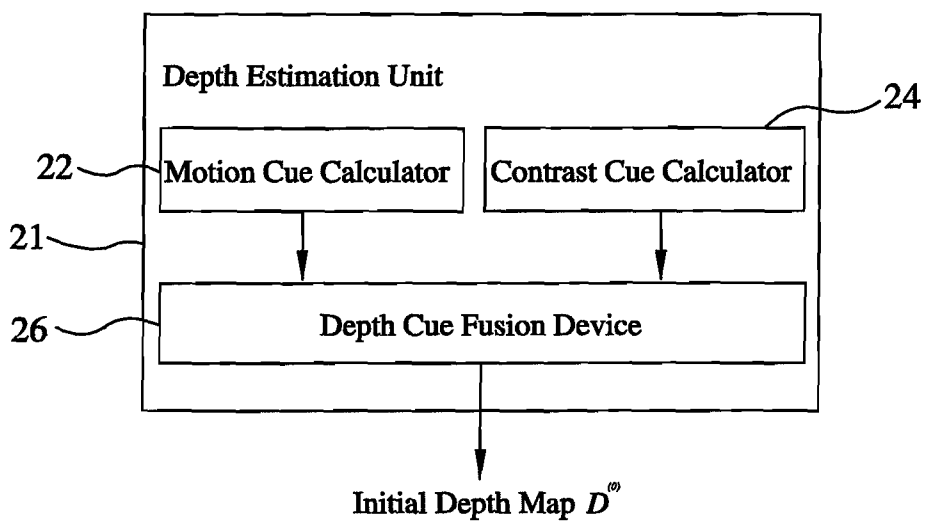 Depth Estimation Unit
24
22
Motion Cue Calculator
Contrast Cue Calculator
21
26
Depth Cue Fusion Device
Initial Depth Map D⁽⁰⁾